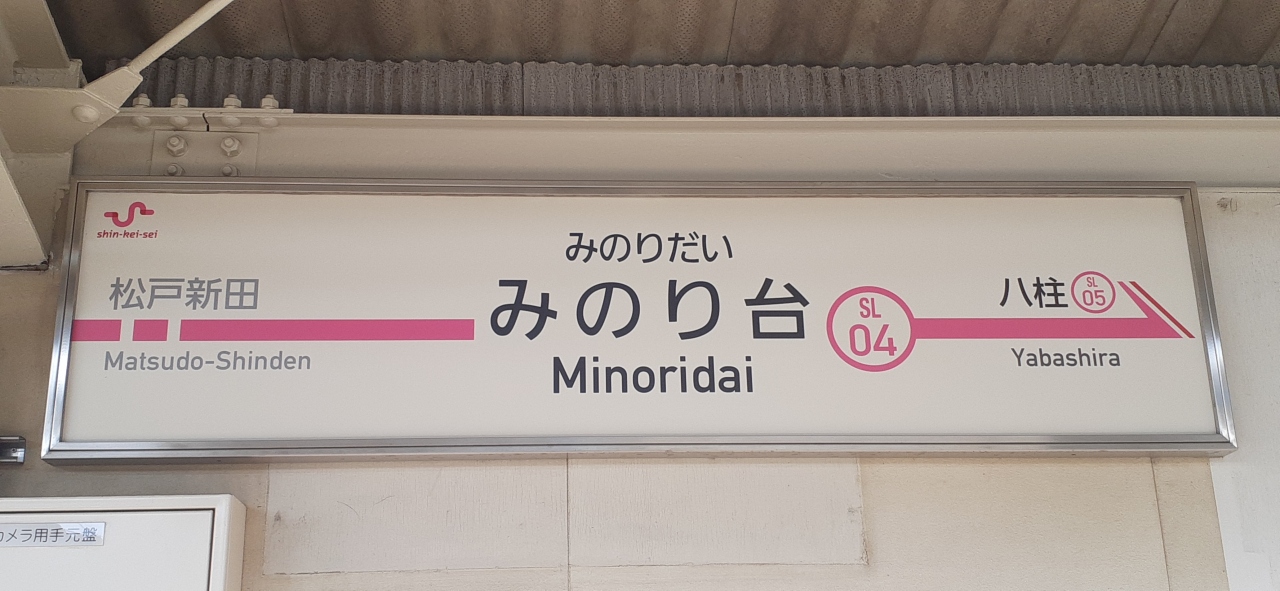 shin-kei-sei
みのりだい
松戸新田
みのり台
SL
04
八柱
SL
05
Matsudo-Shinden
Minoridai
Yabashira
カメラ用手元盤